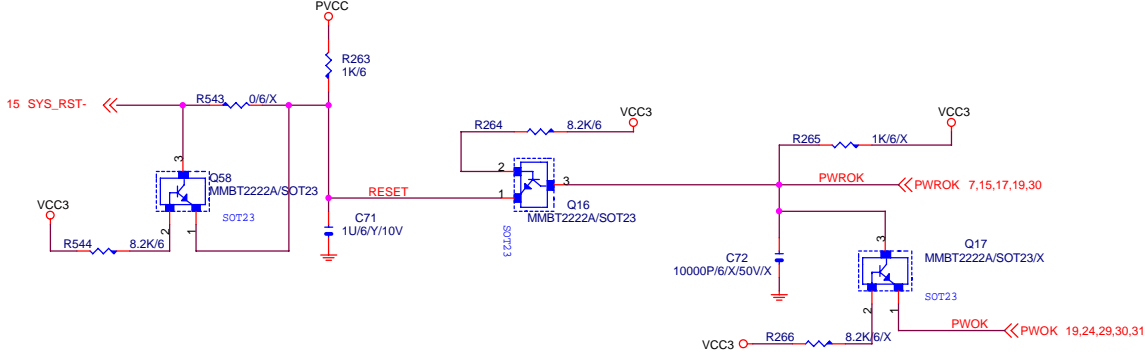 PVCC
R263
1K/6
15 SYS_RST-
R543 0/6/X
3
Q58
MMBT2222A/SOT23
SOT23
VCC3
R544 8.2K/6
2
1
RESET
C71
1U/6/Y/10V
R264 8.2K/6
VCC3
2
1
3
Q16
MMBT2222A/SOT23
SOT23
VCC3
R265 1K/6/X
PWROK
PWROK 7,15,17,19,30
C72
10000P/6/X/50V/X
3
Q17
MMBT2222A/SOT23/X
SOT23
2
1
PWOK
PWOK 19,24,29,30,31
VCC3
R266 8.2K/6/X